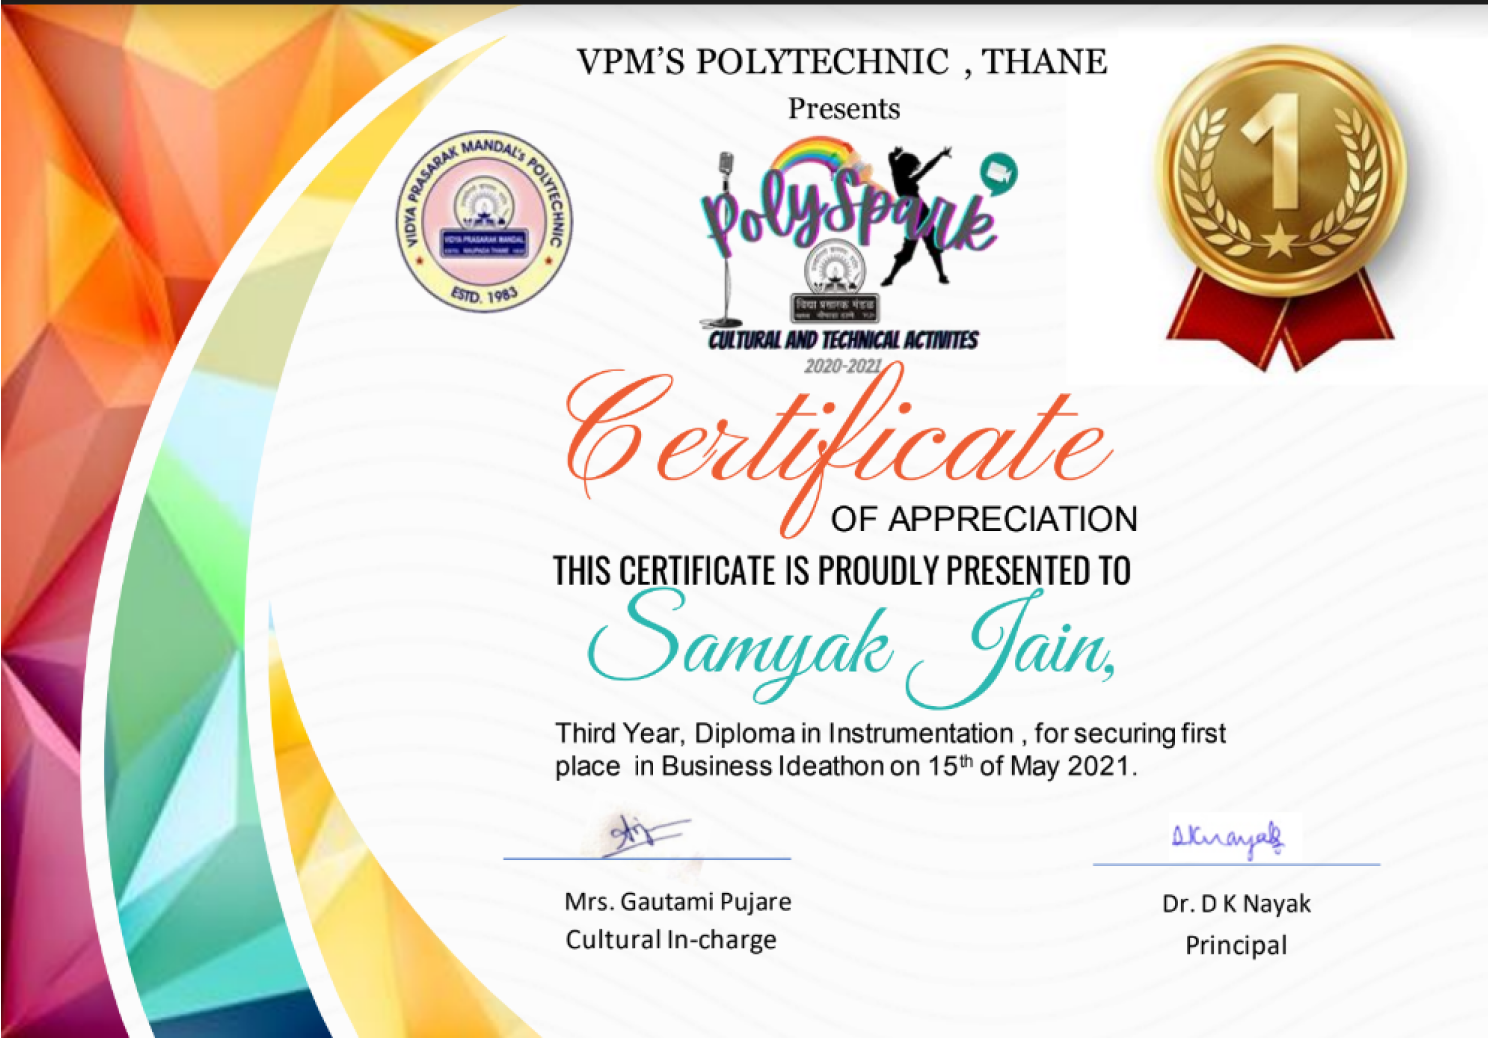 VPM'S POLYTECHNIC , THANE
Presents
VIDYA PRASARAK MANDAL's POLYTECHNIC
VIDYA PRASARAK MANDAL
ESTD. 1983
PolySpark
विद्या प्रसारक मंडळ
CULTURAL AND TECHNICAL ACTIVITES
2020-2021
1
Certificate
OF APPRECIATION
THIS CERTIFICATE IS PROUDLY PRESENTED TO
Samyak Jain,
Third Year, Diploma in Instrumentation , for securing first
place in Business Ideathon on 15th of May 2021.
DKnayak
Mrs. Gautami Pujare
Cultural In-charge
Dr. D K Nayak
Principal